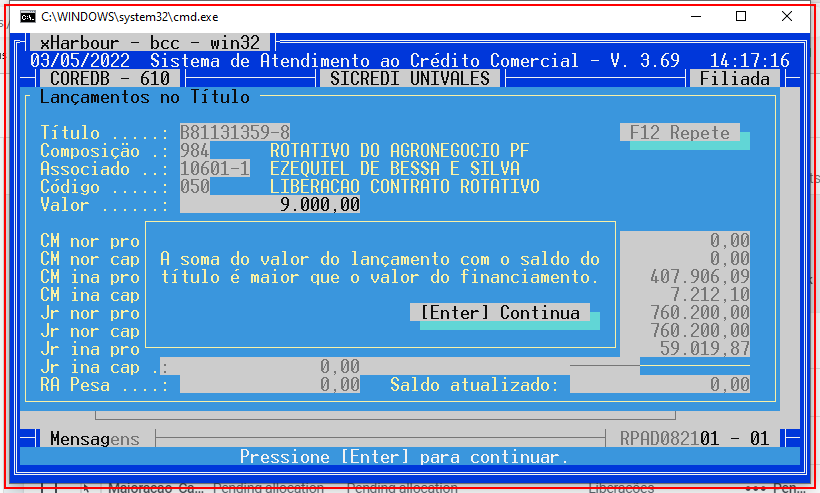 C:\WINDOWS\system32\cmd.exe
xHarbour - bcc - win32
03/05/2022 Sistema de Atendimento ao Crédito Comercial - V. 3.69 14:17:16
COREDB - 610 SICREDI UNIVALES Filiada
Lançamentos no Título
Título .....: B81131359-8 F12 Repete
Composição .: 984 ROTATIVO DO AGRONEGOCIO PF
Associado ..: 10601-1 EZEQUIEL DE BESSA E SILVA
Código .....: 050 LIBERACAO CONTRATO ROTATIVO
Valor ......: 9.000,00
CM nor pro 0,00
CM nor cap 0,00
CM ina pro 407.906,09
CM ina cap 7.212,10
Jr nor pro 760.200,00
Jr nor cap 760.200,00
Jr ina pro 59.019,87
A soma do valor do lançamento com o saldo do
título é maior que o valor do financiamento.
[Enter] Continua
Jr ina cap .: 0,00
RA Pesa ....: 0,00 Saldo atualizado: 0,00
Mensagens RPAD082101 - 01
Pressione [Enter] para continuar.
Pending allocation Pending allocation Liberações